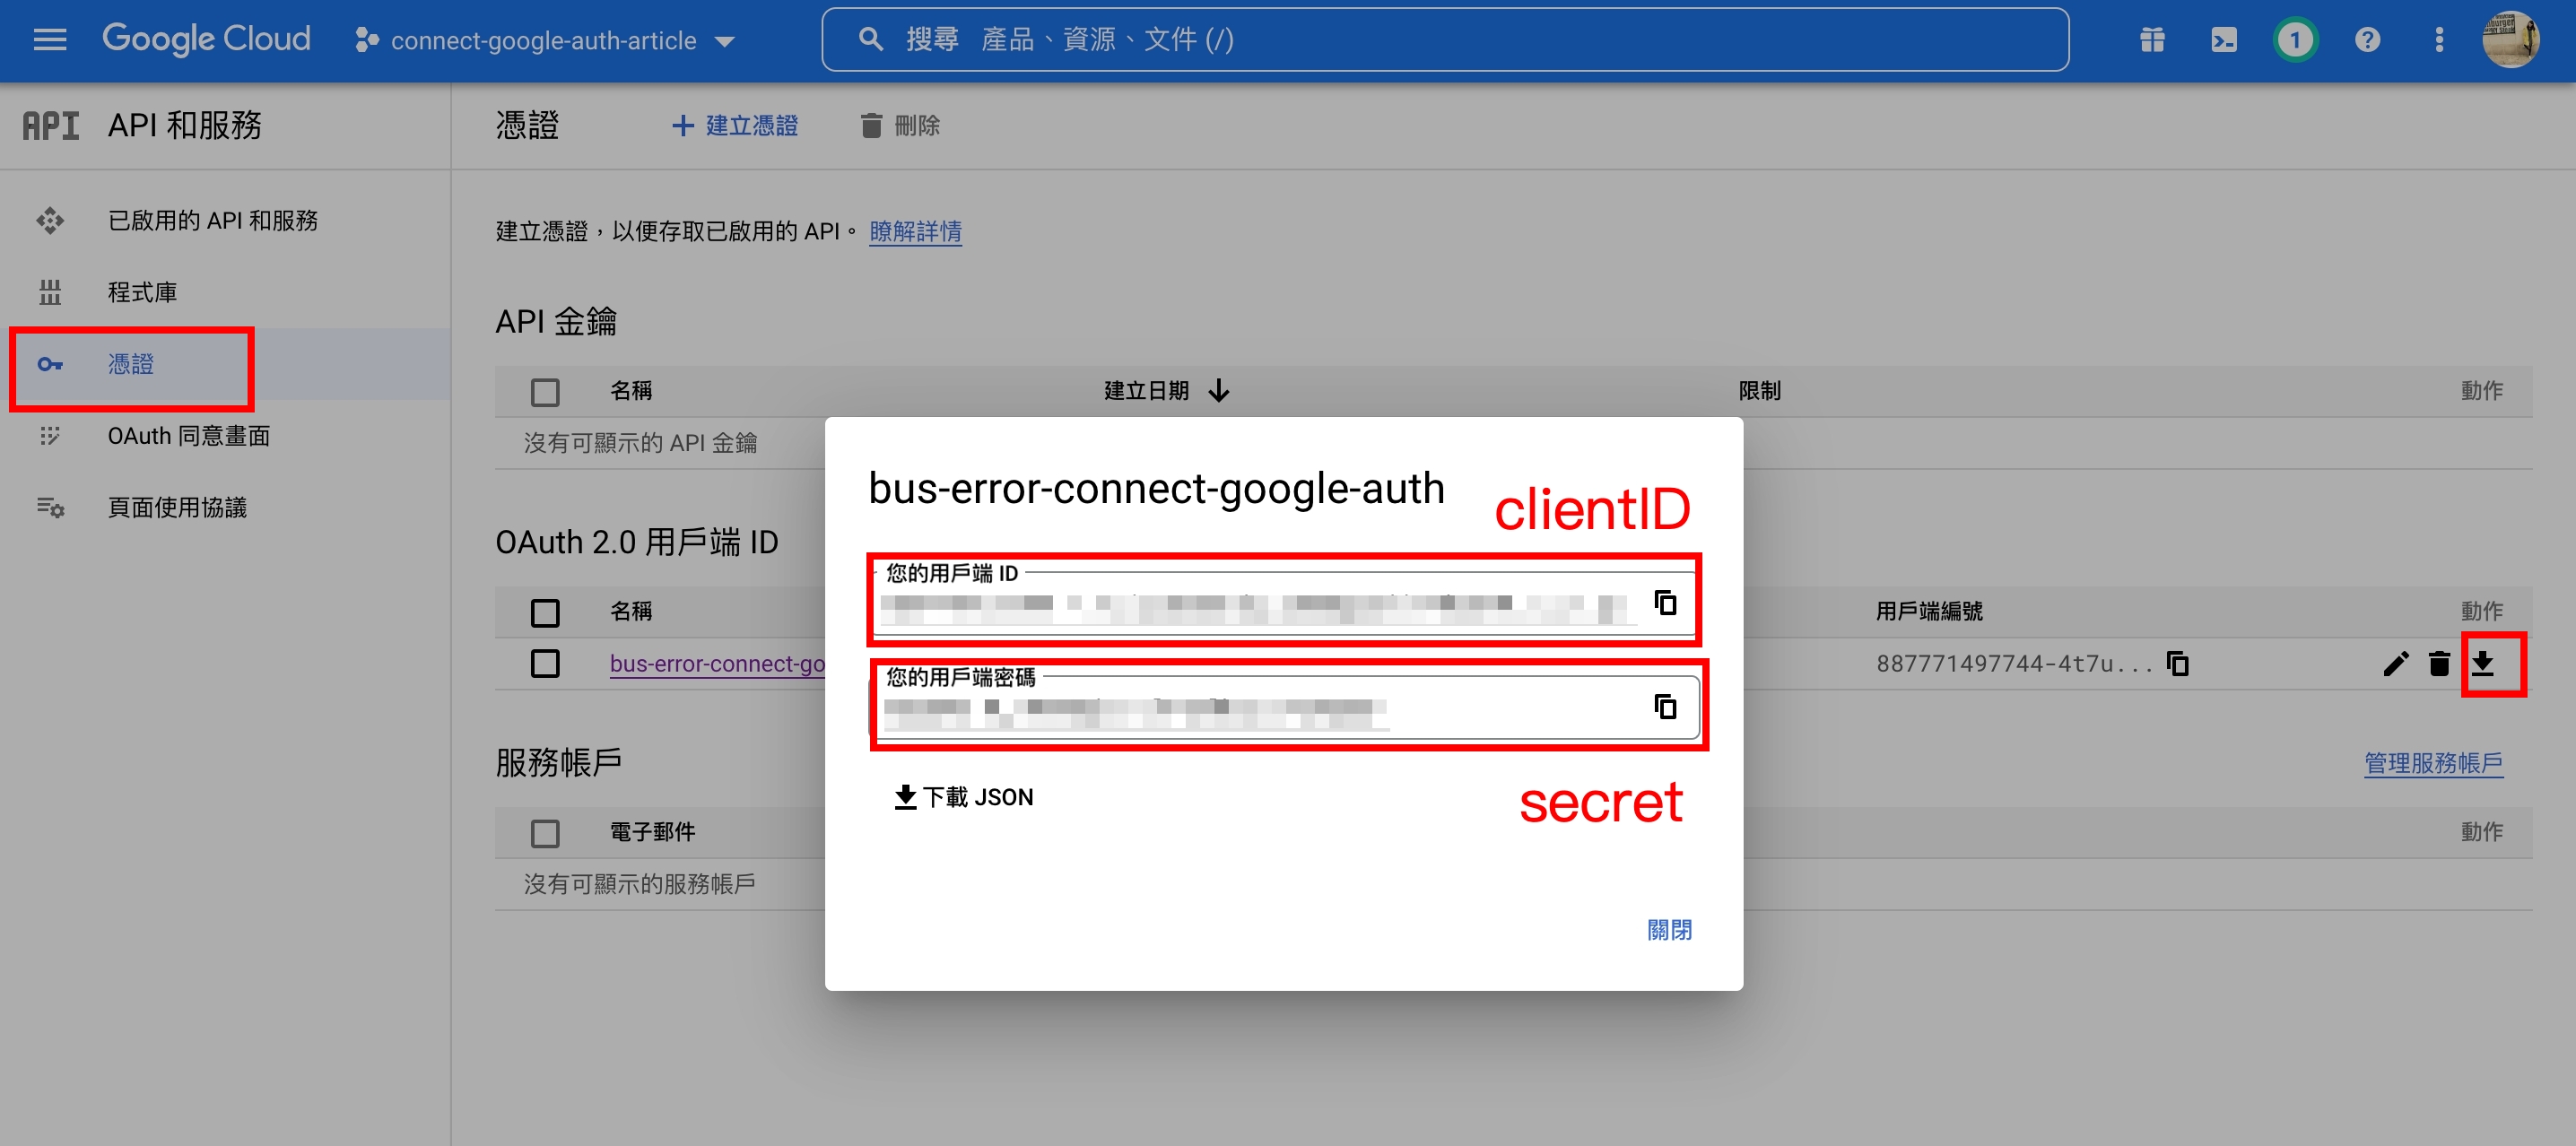 Google Cloud
connect-google-auth-article
搜尋 產品、資源、文件 (/)
1
API
API 和服務
憑證
建立憑證
刪除
已啟用的 API 和服務
程式庫
憑證
OAuth 同意畫面
頁面使用協議
建立憑證，以便存取已啟用的 API。 瞭解詳情
API 金鑰
名稱
建立日期
限制
動作
沒有可顯示的 API 金鑰
OAuth 2.0 用戶端 ID
名稱
用戶端編號
動作
bus-error-connect-go
887771497744-4t7u...
服務帳戶
管理服務帳戶
電子郵件
動作
沒有可顯示的服務帳戶
bus-error-connect-google-auth
clientID
您的用戶端 ID
您的用戶端密碼
下載 JSON
secret
關閉